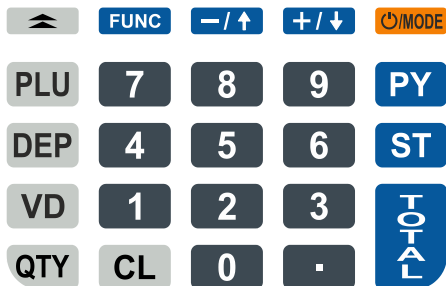 FUNC −/↑ +/↓ ⏻/MODE
PLU 7 8 9 PY
DEP 4 5 6 ST
VD 1 2 3 TOTAL
QTY CL 0 .